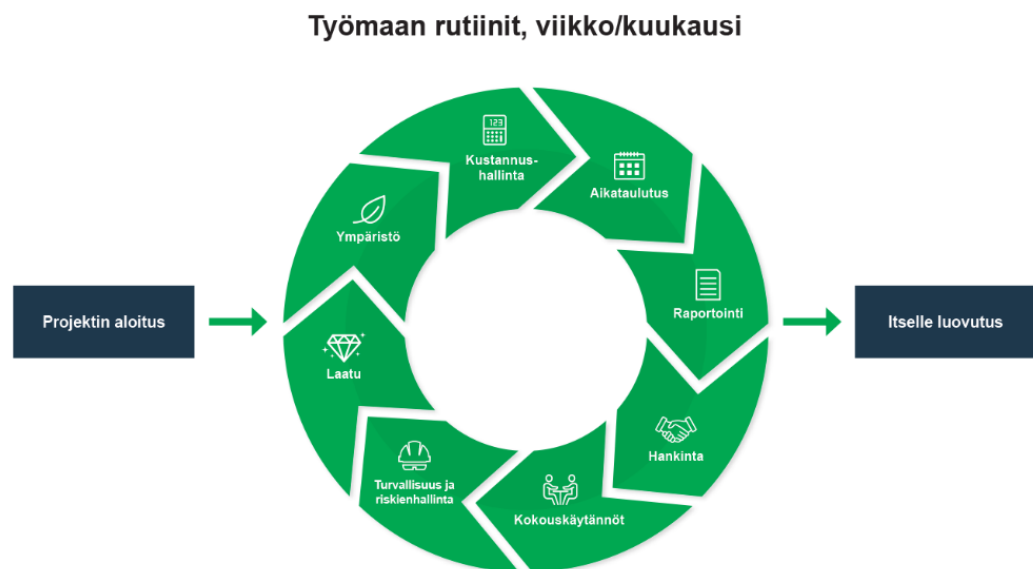 Työmaan rutiinit, viikko/kuukausi
Projektin aloitus
123
Kustannus-
hallinta
Aikataulutus
Raportointi
Hankinta
Kokouskäytännöt
Turvallisuus ja
riskienhallinta
Laatu
Ympäristö
Itselle luovutus